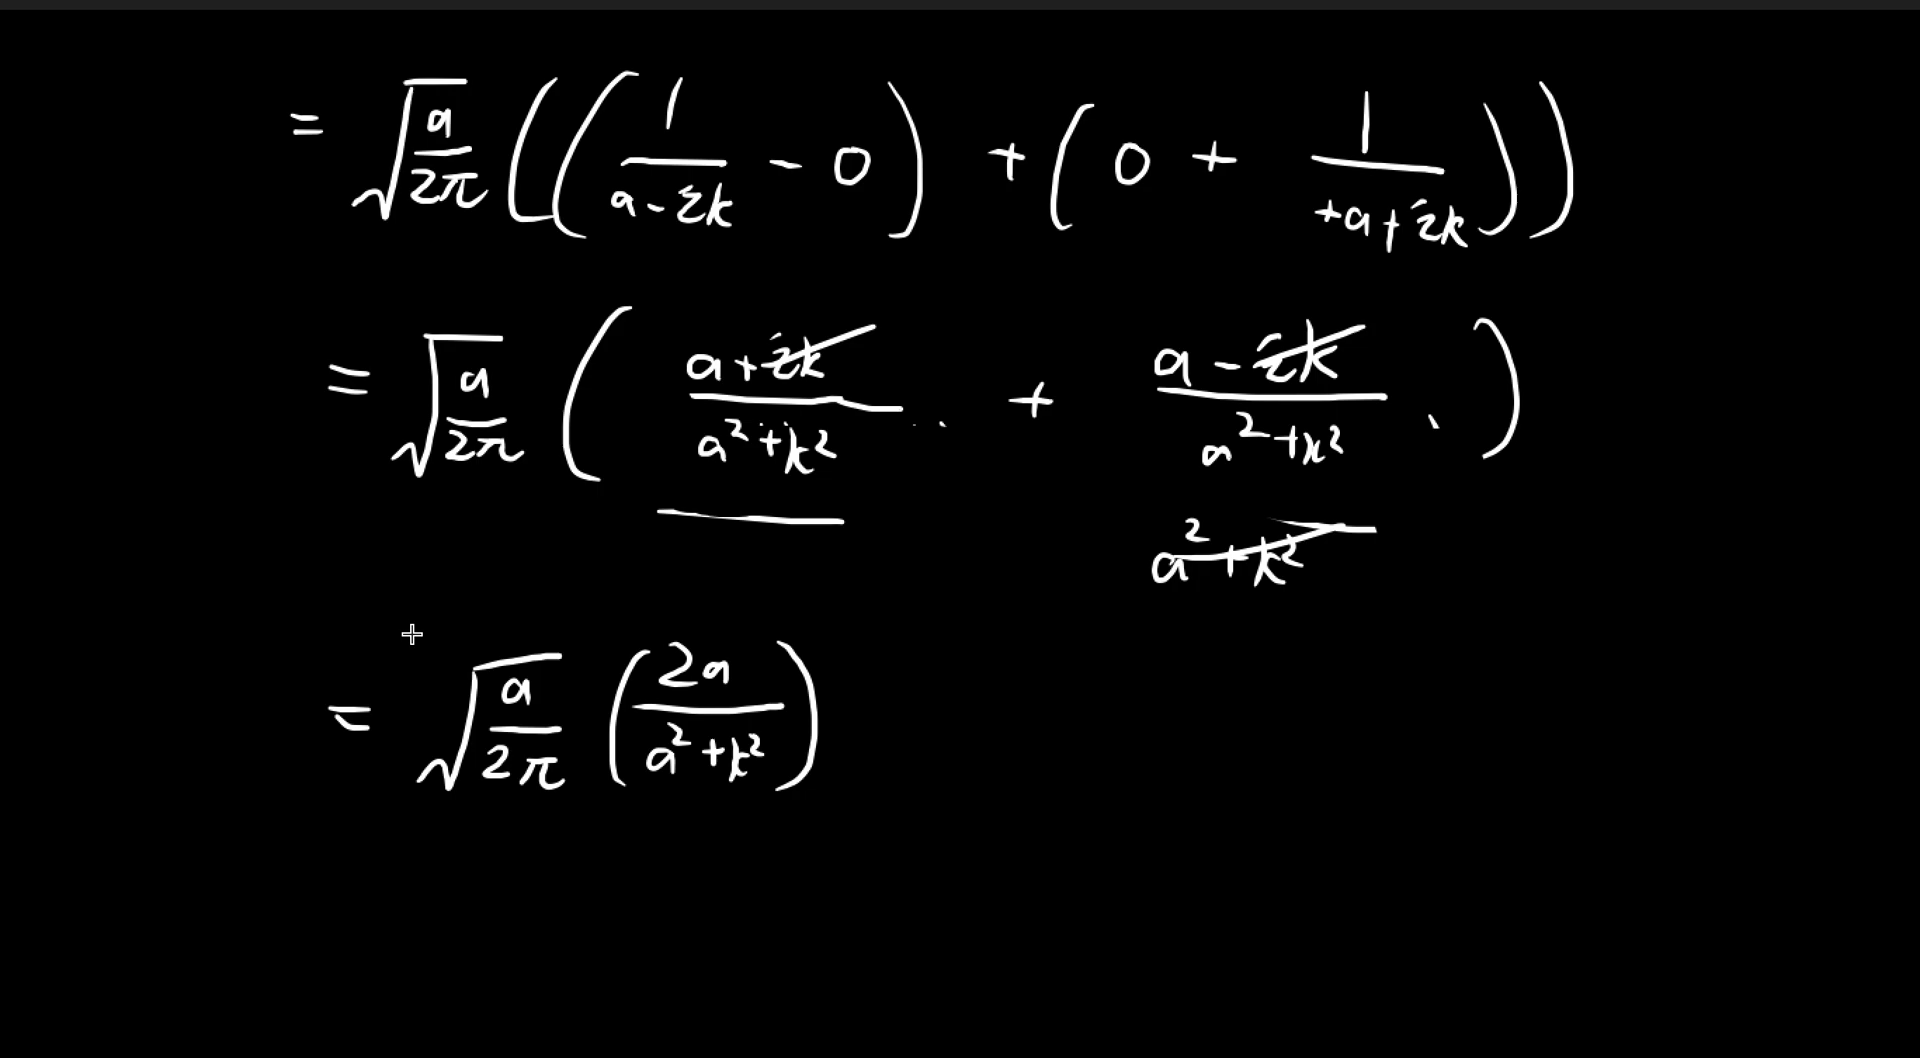 = √(a/2π) ((1/(a-ik) - 0) + (0 + 1/(+a+ik)))
= √(a/2π) ((a+ik)/(a²+k²) + (a-ik)/(a²+k²))
a²+k²
= √(a/2π) (2a/(a²+k²))